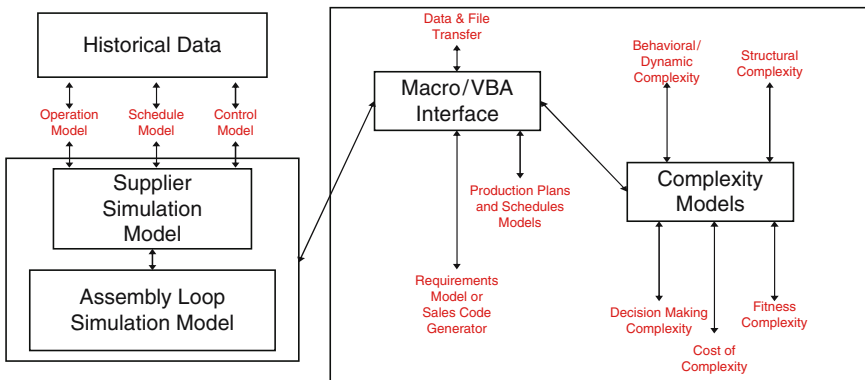 Historical Data
Operation
Model
Schedule
Model
Control
Model
Supplier
Simulation
Model
Assembly Loop
Simulation Model
Data & File
Transfer
Macro/VBA
Interface
Production Plans
and Schedules
Models
Requirements
Model or
Sales Code
Generator
Behavioral/
Dynamic
Complexity
Structural
Complexity
Complexity
Models
Decision Making
Complexity
Cost of
Complexity
Fitness
Complexity